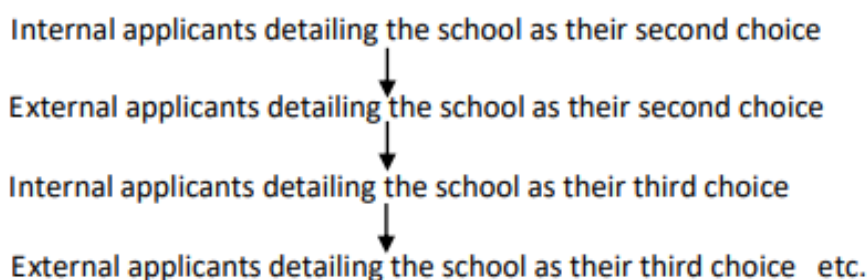 Internal applicants detailing the school as their second choice
External applicants detailing the school as their second choice
Internal applicants detailing the school as their third choice
External applicants detailing the school as their third choice etc.